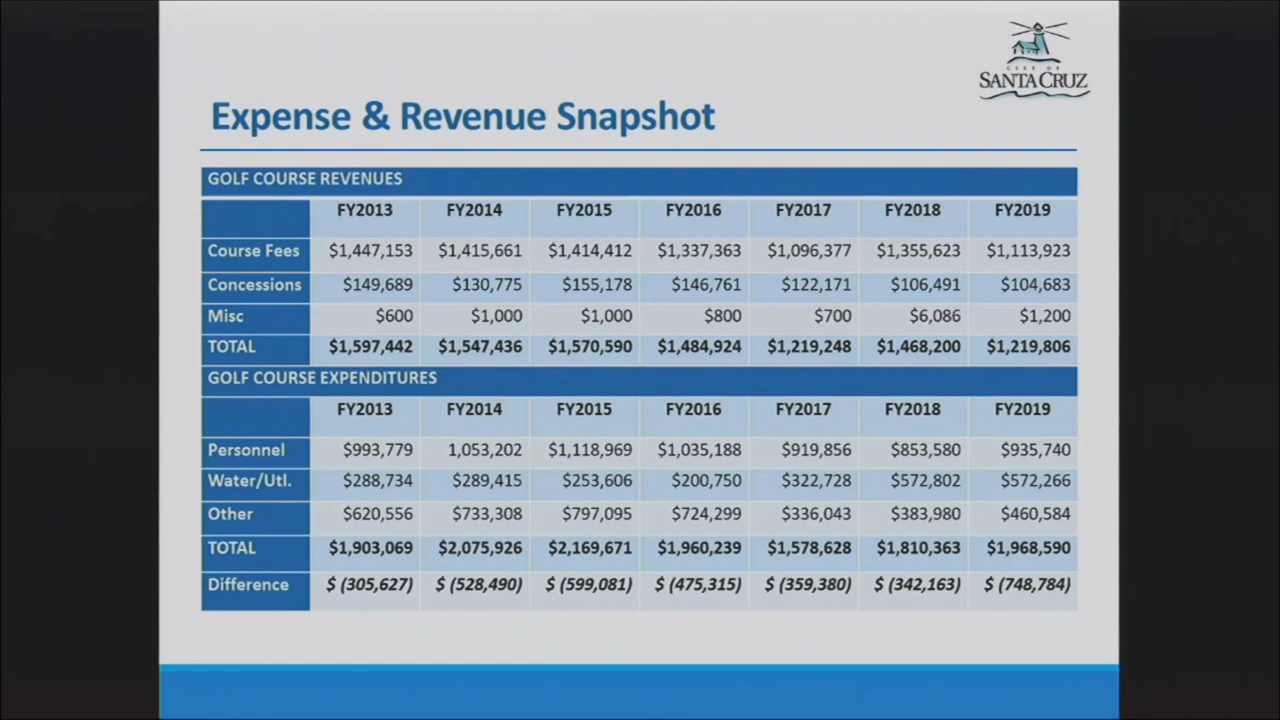 CITY OF
SANTA CRUZ
Expense & Revenue Snapshot
GOLF COURSE REVENUES
FY2013 FY2014 FY2015 FY2016 FY2017 FY2018 FY2019
Course Fees $1,447,153 $1,415,661 $1,414,412 $1,337,363 $1,096,377 $1,355,623 $1,113,923
Concessions $149,689 $130,775 $155,178 $146,761 $122,171 $106,491 $104,683
Misc $600 $1,000 $1,000 $800 $700 $6,086 $1,200
TOTAL $1,597,442 $1,547,436 $1,570,590 $1,484,924 $1,219,248 $1,468,200 $1,219,806
GOLF COURSE EXPENDITURES
FY2013 FY2014 FY2015 FY2016 FY2017 FY2018 FY2019
Personnel $993,779 1,053,202 $1,118,969 $1,035,188 $919,856 $853,580 $935,740
Water/Utl. $288,734 $289,415 $253,606 $200,750 $322,728 $572,802 $572,266
Other $620,556 $733,308 $797,095 $724,299 $336,043 $383,980 $460,584
TOTAL $1,903,069 $2,075,926 $2,169,671 $1,960,239 $1,578,628 $1,810,363 $1,968,590
Difference $ (305,627) $ (528,490) $ (599,081) $ (475,315) $ (359,380) $ (342,163) $ (748,784)